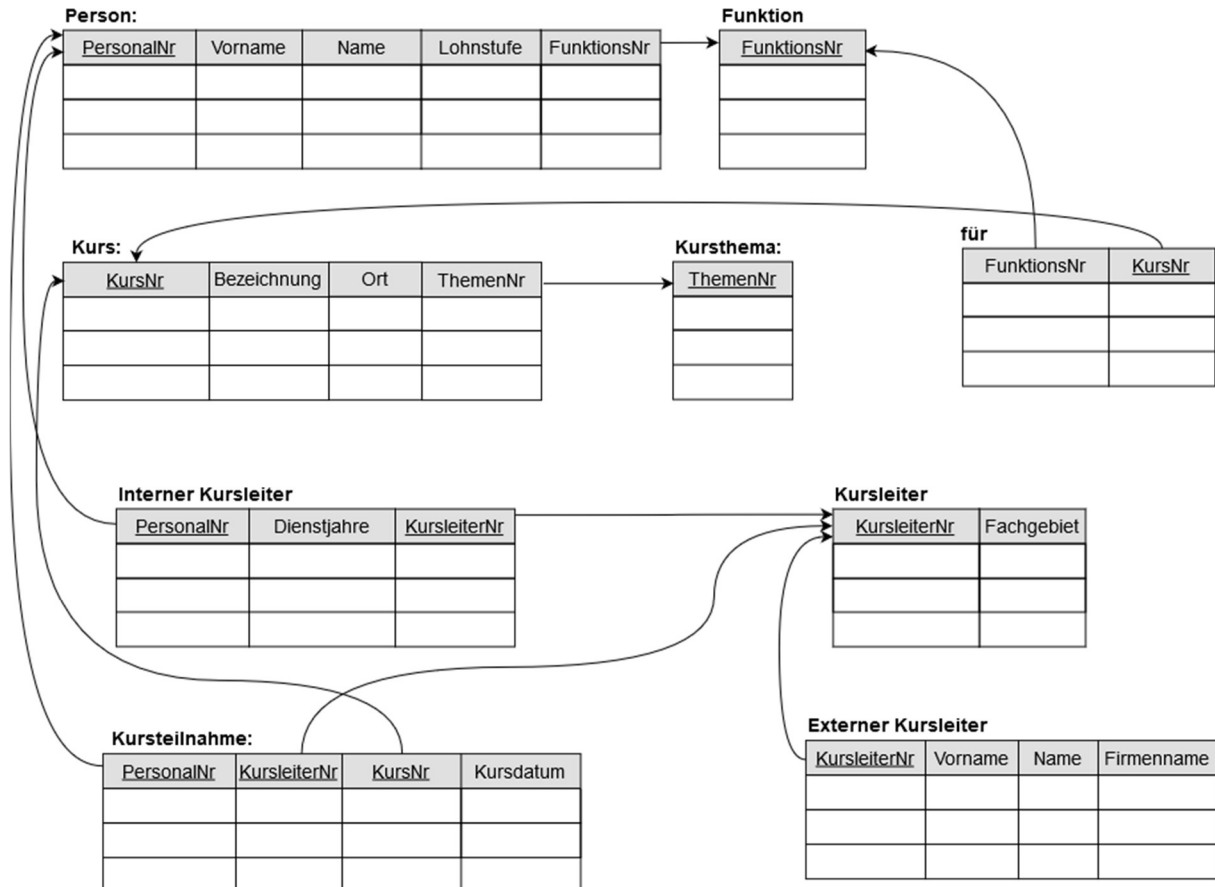 Person:
PersonalNr Vorname Name Lohnstufe FunktionsNr
Funktion
FunktionsNr
Kurs:
KursNr Bezeichnung Ort ThemenNr
Kursthema:
ThemenNr
für
FunktionsNr KursNr
Interner Kursleiter
PersonalNr Dienstjahre KursleiterNr
Kursleiter
KursleiterNr Fachgebiet
Kursteilnahme:
PersonalNr KursleiterNr KursNr Kursdatum
Externer Kursleiter
KursleiterNr Vorname Name Firmenname